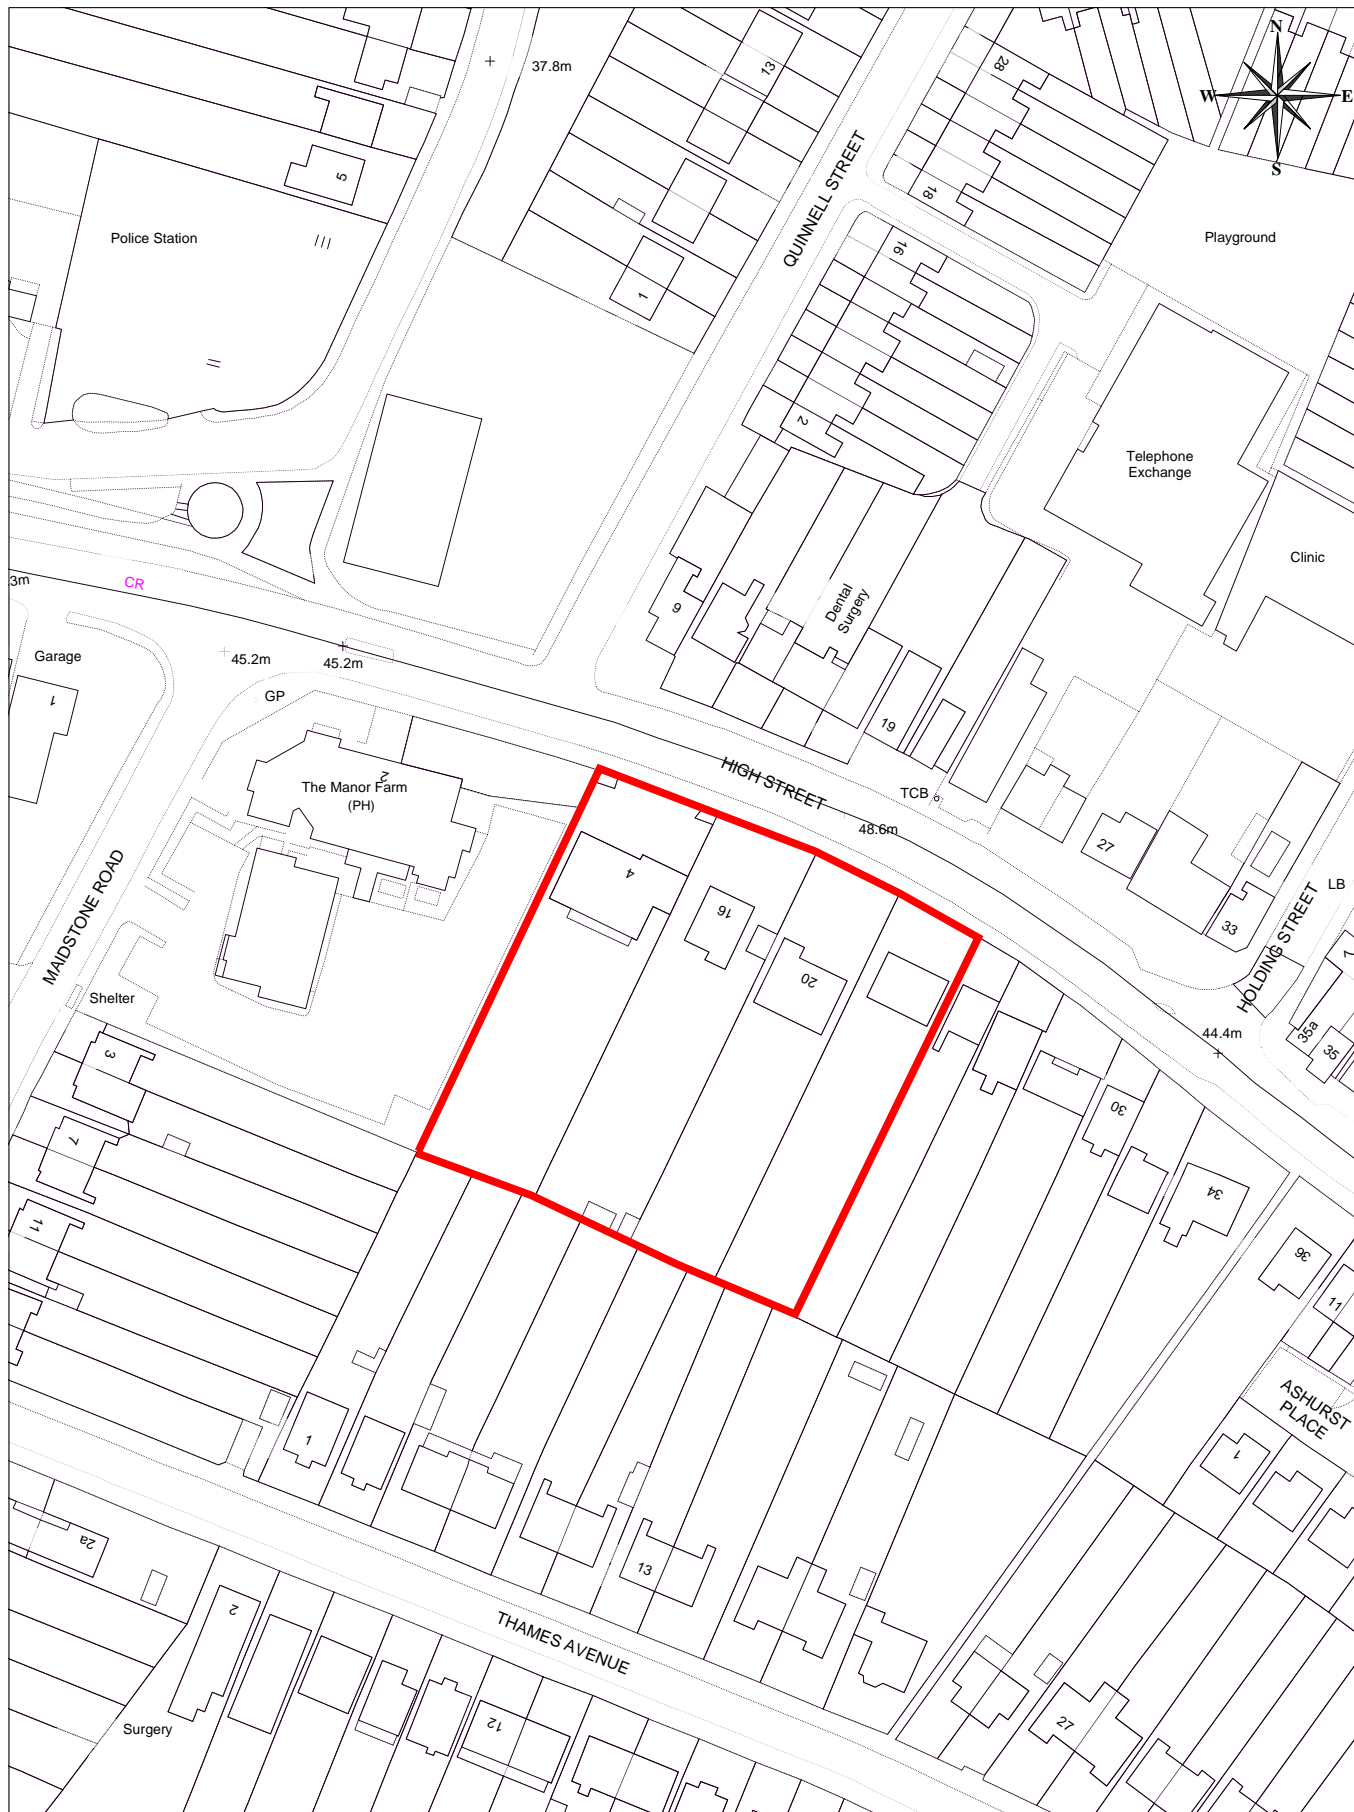 N
W
E
S
37.8m
13
28
18
16
5
Police Station
1
QUINNELL STREET
Playground
2
Telephone
Exchange
Clinic
Dental
Surgery
9
19
3m
CR
45.2m
45.2m
Garage
1
GP
The Manor Farm
(PH)
2
HIGH STREET
TCB
48.6m
27
33
LB
HOLDING STREET
7
35a
35
44.4m
4
16
20
MAIDSTONE ROAD
Shelter
3
7
11
30
34
36
11
ASHURST
PLACE
1
1
13
2a
2
THAMES AVENUE
12
Surgery
27